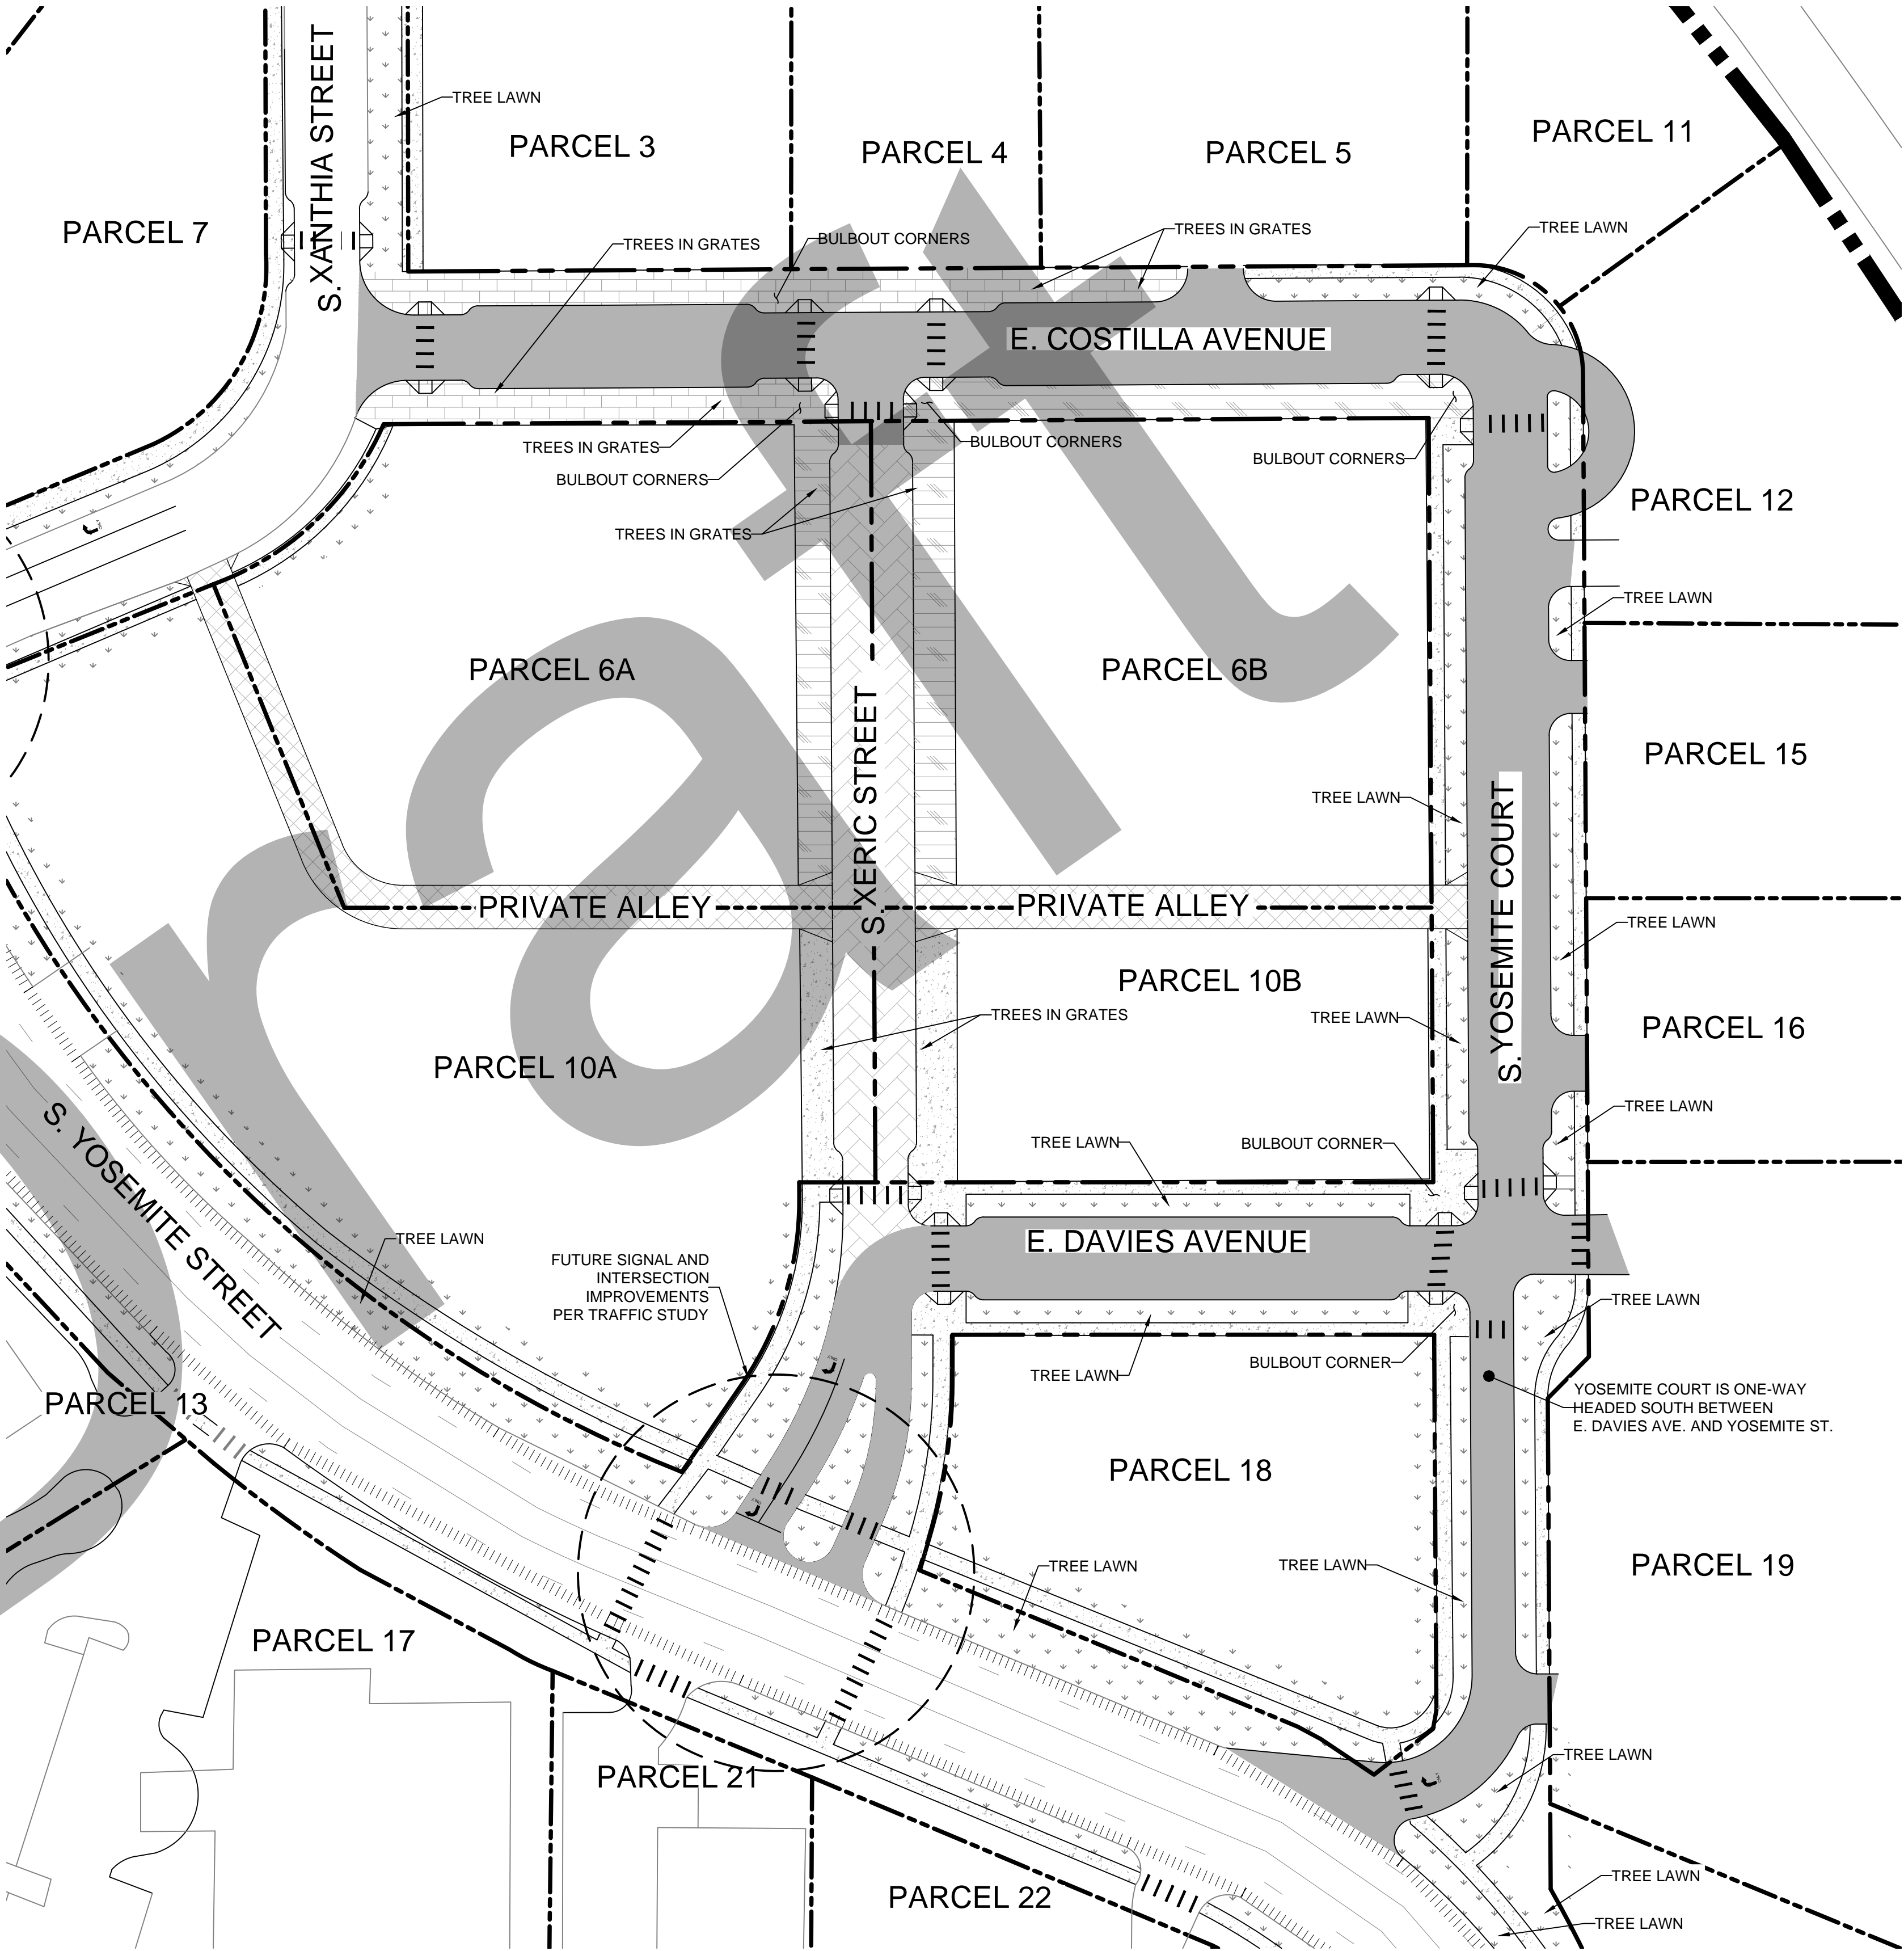 S. XANTHIA STREET
TREE LAWN
PARCEL 3
PARCEL 4
PARCEL 5
PARCEL 11
PARCEL 7
TREES IN GRATES
BULBOUT CORNERS
TREES IN GRATES
TREE LAWN
E. COSTILLA AVENUE
TREES IN GRATES
BULBOUT CORNERS
BULBOUT CORNERS
BULBOUT CORNERS
PARCEL 12
TREES IN GRATES
TREE LAWN
PARCEL 6A
PARCEL 6B
S. XERIC STREET
PARCEL 15
TREE LAWN
S. YOSEMITE COURT
PRIVATE ALLEY
PRIVATE ALLEY
TREE LAWN
PARCEL 10B
TREES IN GRATES
TREE LAWN
PARCEL 16
PARCEL 10A
TREE LAWN
S. YOSEMITE STREET
TREE LAWN
BULBOUT CORNER
TREE LAWN
E. DAVIES AVENUE
FUTURE SIGNAL AND
INTERSECTION
IMPROVEMENTS
PER TRAFFIC STUDY
TREE LAWN
TREE LAWN
BULBOUT CORNER
YOSEMITE COURT IS ONE-WAY
HEADED SOUTH BETWEEN
E. DAVIES AVE. AND YOSEMITE ST.
PARCEL 13
PARCEL 18
TREE LAWN
TREE LAWN
PARCEL 19
PARCEL 17
TREE LAWN
PARCEL 21
PARCEL 22
TREE LAWN
TREE LAWN
raft